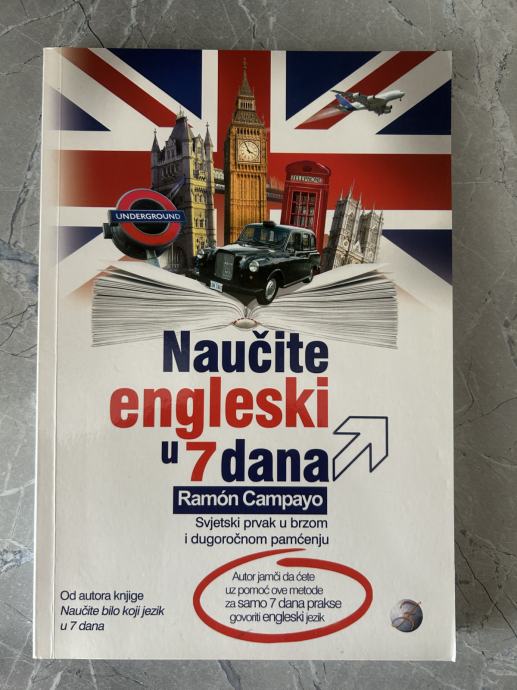 TELEPHONE
UNDERGROUND
Naučite
engleski
u 7 dana
Ramón Campayo
Svjetski prvak u brzom
i dugoročnom pamćenju
Od autora knjige
Naučite bilo koji jezik
u 7 dana
Autor jamči da ćete
uz pomoć ove metode
za samo 7 dana prakse
govoriti engleski jezik